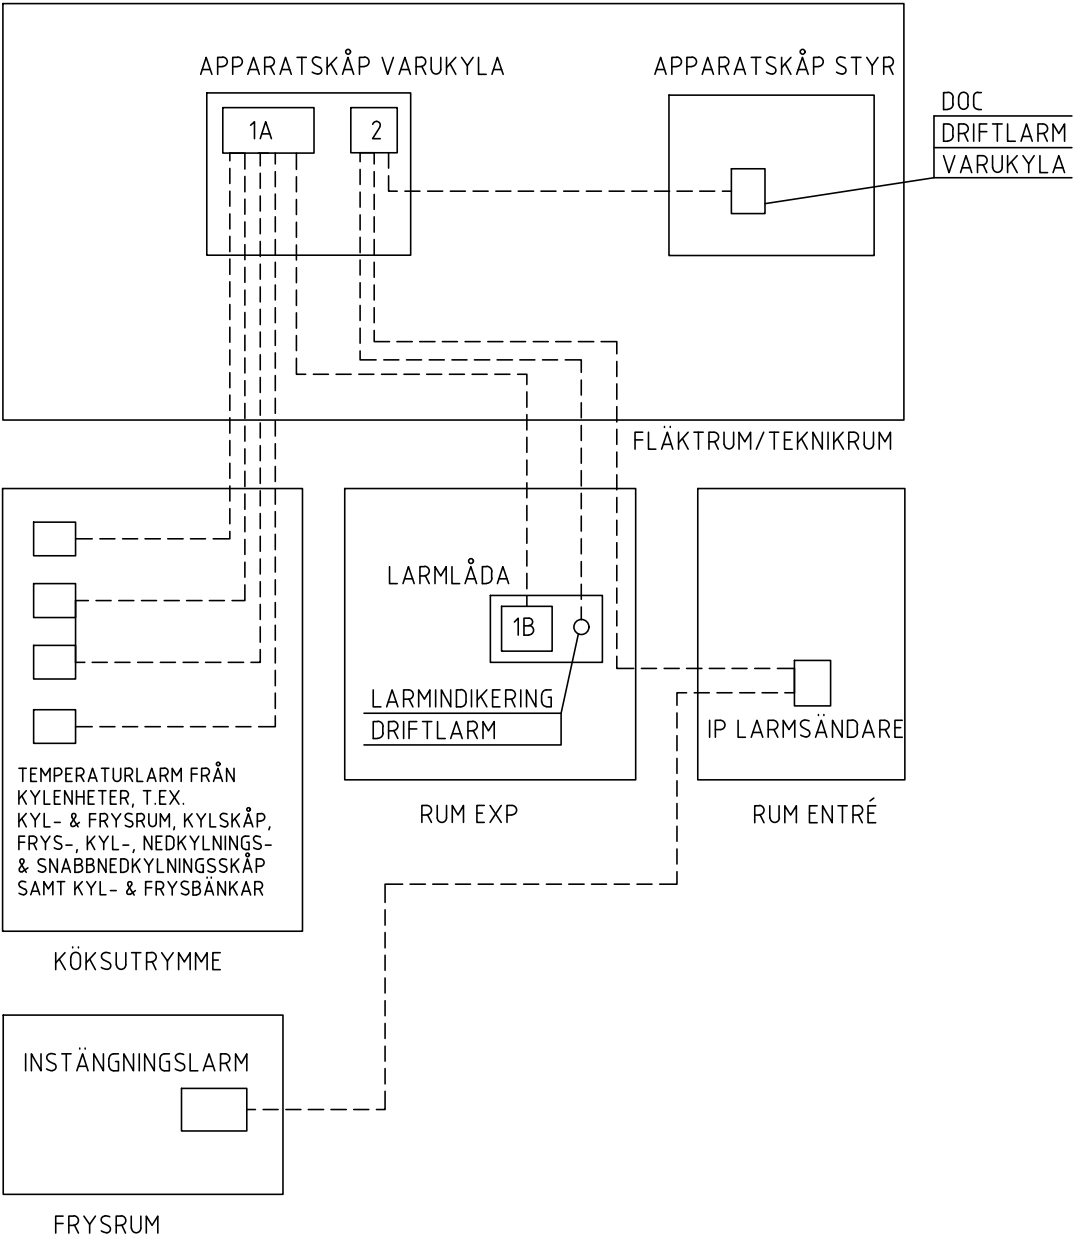 APPARATSKÅP VARUKYLA
APPARATSKÅP STYR
1A
2
DOC
DRIFTLARM
VARUKYLA
FLÄKTRUM/TEKNIKRUM
LARMLÅDA
1B
LARMINDIKERING
DRIFTLARM
IP LARMSÄNDARE
TEMPERATURLARM FRÅN
KYLENHETER, T.EX.
KYL- & FRYSRUM, KYLSKÅP,
FRYS-, KYL-, NEDKYLNINGS-
& SNABBNEDKYLNINGSSKÅP
SAMT KYL- & FRYSBÄNKAR
RUM EXP
RUM ENTRÉ
KÖKSUTRYMME
INSTÄNGNINGSLARM
FRYSRUM